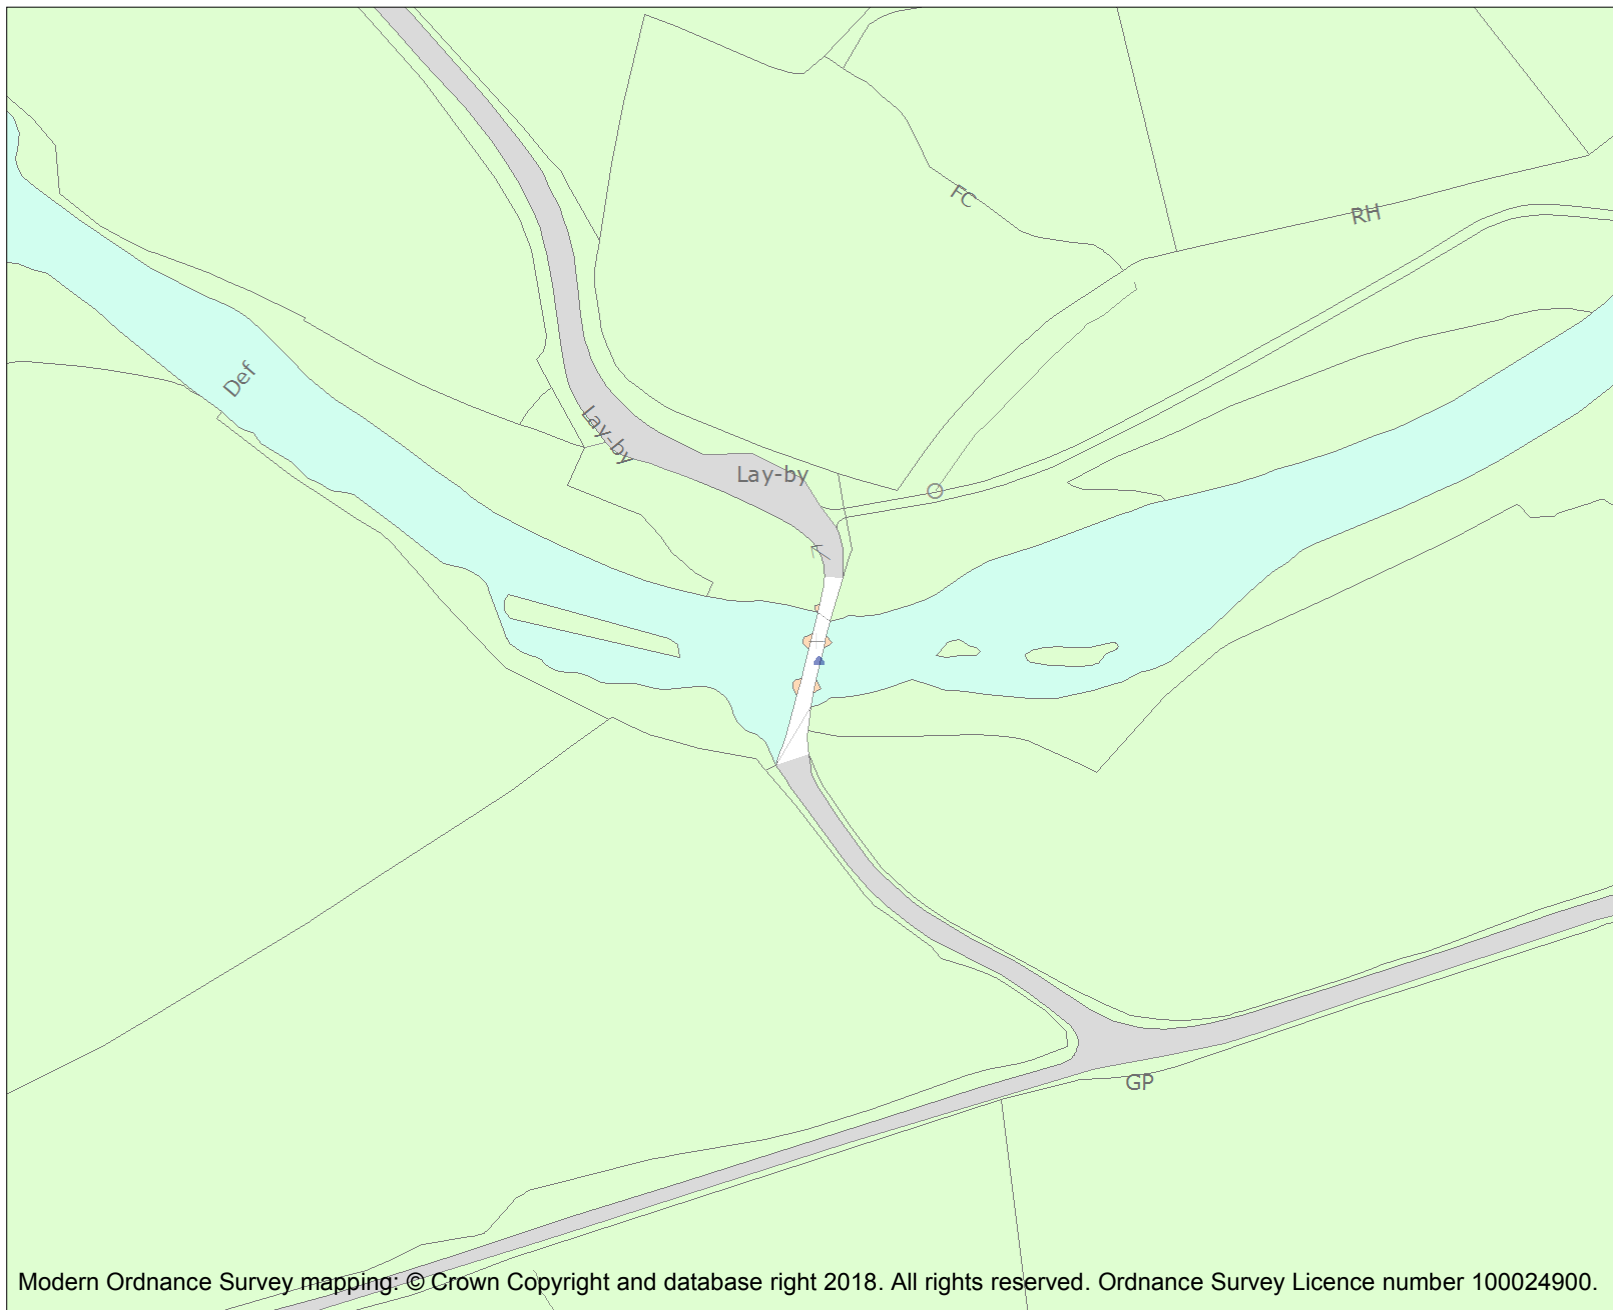 FC
RH
Def
Lay-by
Lay-by
GP
Modern Ordnance Survey mapping: © Crown Copyright and database right 2018. All rights reserved. Ordnance Survey Licence number 100024900.